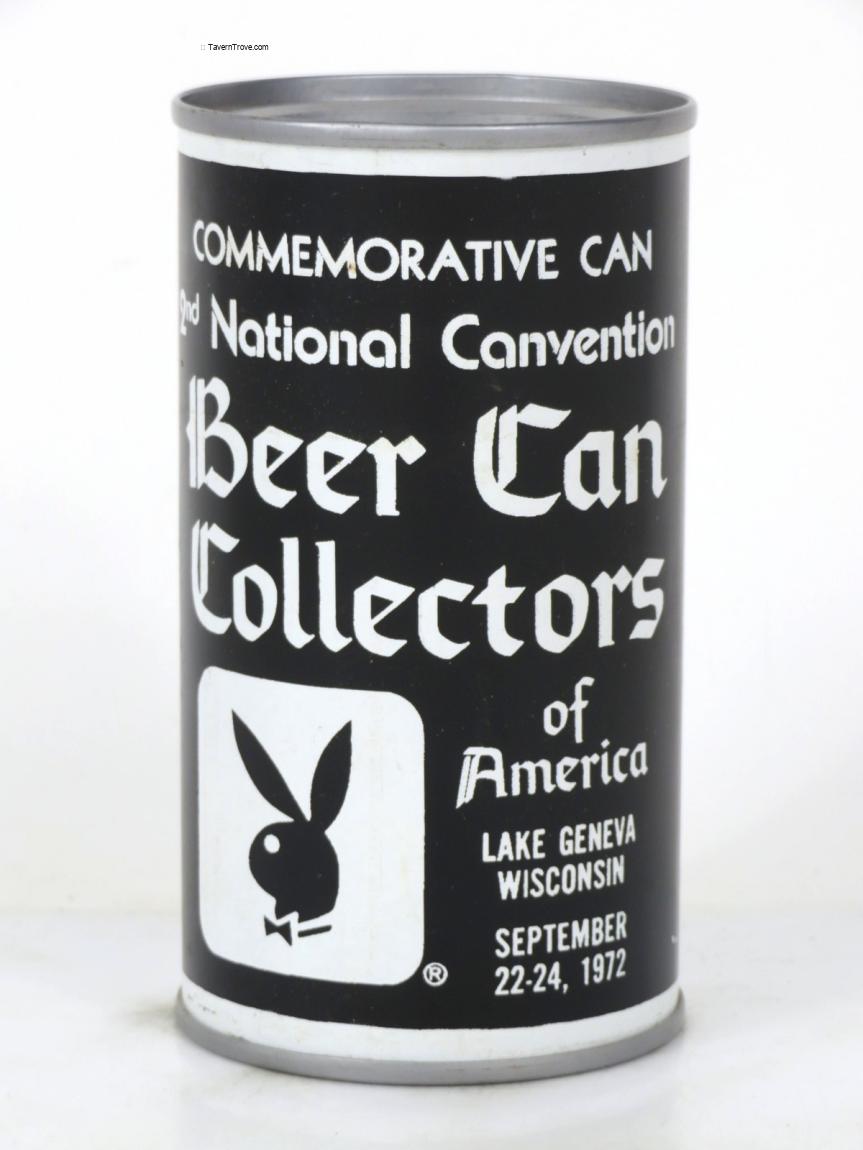 TavernTrove.com
COMMEMORATIVE CAN
2nd National Canvention
Beer Can
Collectors
of
America
LAKE GENEVA
WISCONSIN
SEPTEMBER
22-24, 1972
®